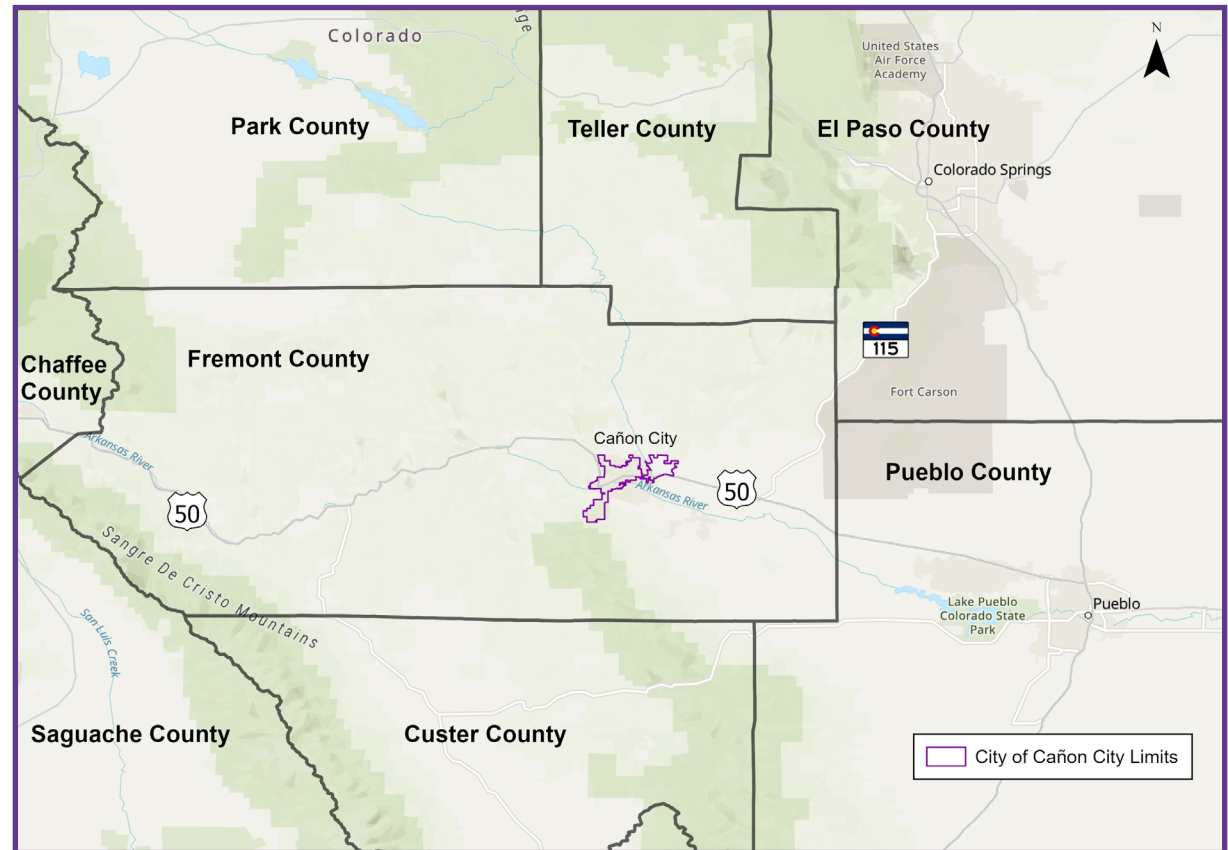 ge
Colorado
N
United States
Air Force
Academy
Park County
Teller County
El Paso County
Colorado Springs
115
Chaffee
County
Fremont County
Fort Carson
Cañon City
Arkansas River
Pueblo County
50
Arkansas River
50
Sangre De Cristo Mountains
San Luis Creek
Lake Pueblo
Colorado State
Park
Pueblo
Saguache County
Custer County
City of Cañon City Limits